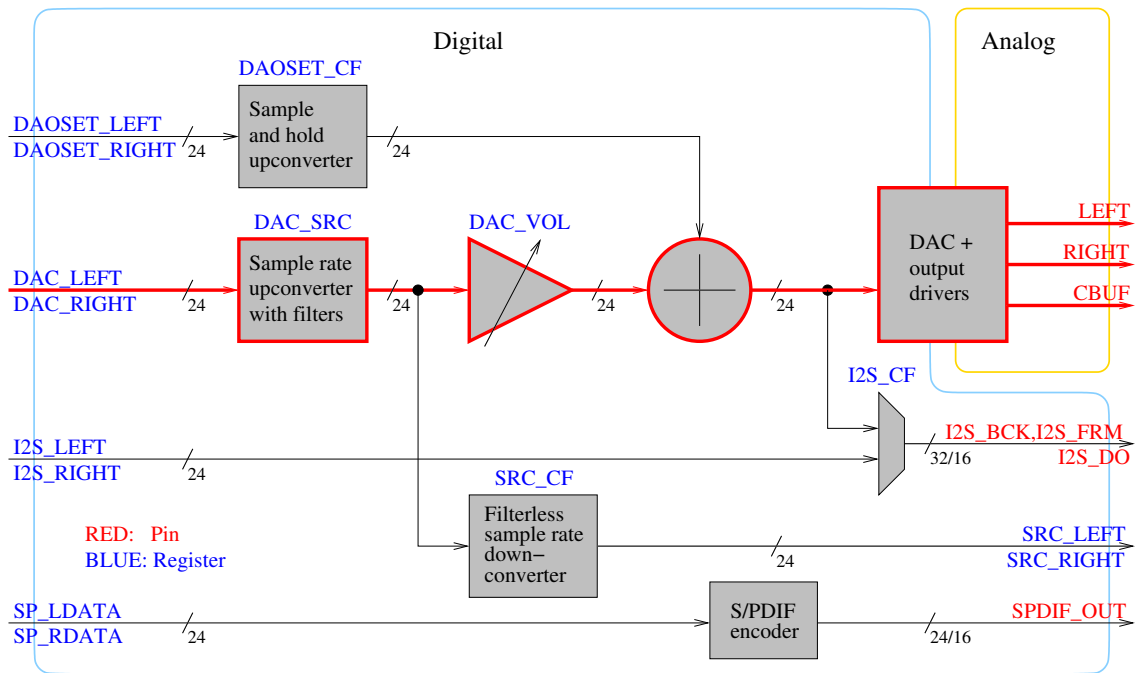 Digital
Analog
DAOSET_CF
DAOSET_LEFT
DAOSET_RIGHT
24
Sample
and hold
upconverter
24
DAC_SRC
DAC_VOL
DAC_LEFT
DAC_RIGHT
24
Sample rate
upconverter
with filters
24
24
24
DAC +
output
drivers
LEFT
RIGHT
CBUF
I2S_CF
I2S_LEFT
I2S_RIGHT
24
32/16
I2S_BCK,I2S_FRM
I2S_DO
SRC_CF
Filterless
sample rate
down−
converter
24
SRC_LEFT
SRC_RIGHT
RED: Pin
BLUE: Register
SP_LDATA
SP_RDATA
24
S/PDIF
encoder
24/16
SPDIF_OUT